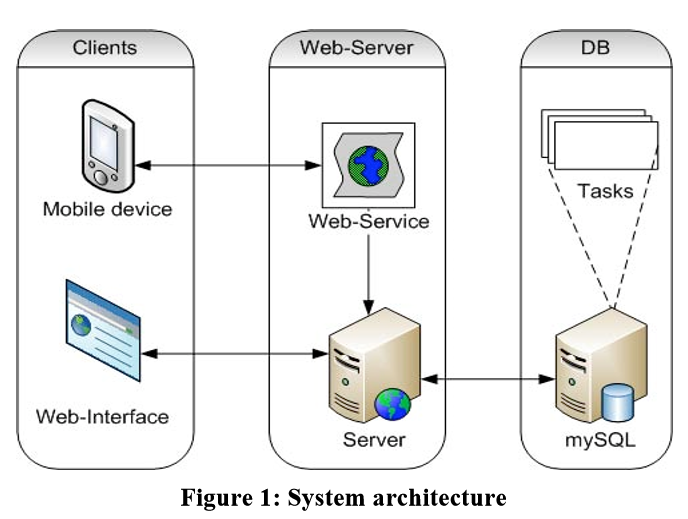 Clients
Web-Server
DB
Mobile device
Web-Service
Tasks
Web-Interface
Server
mySQL
Figure 1: System architecture